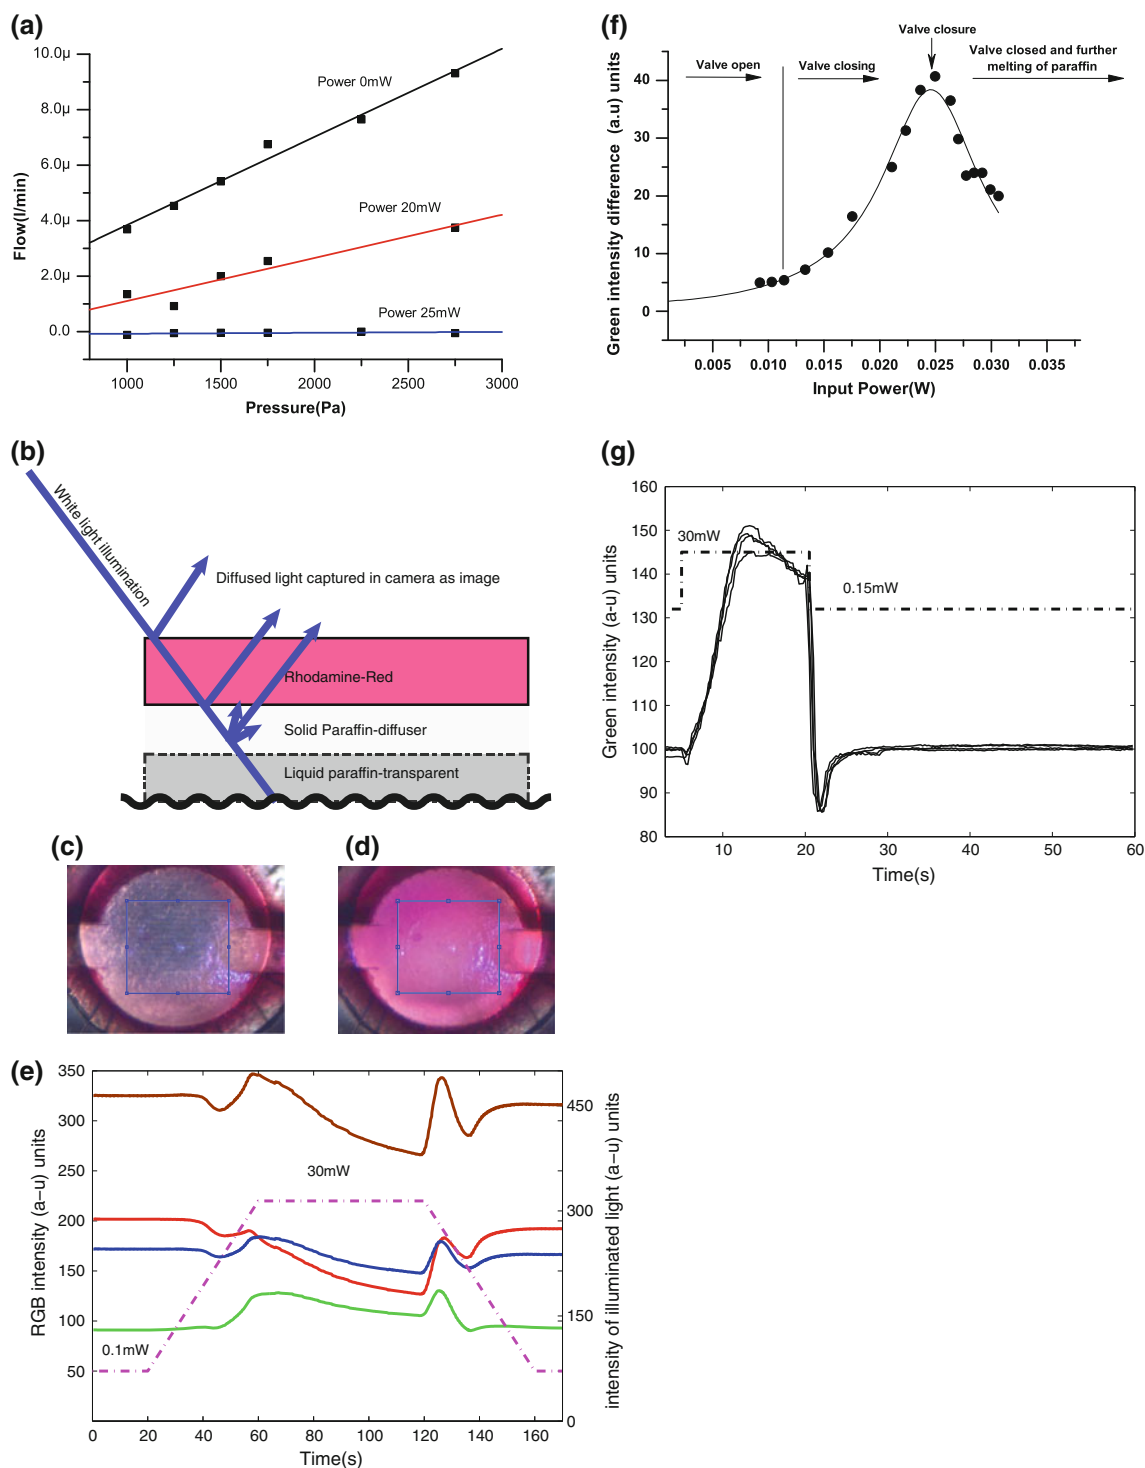 (a)
10.0µ
8.0µ
6.0µ
4.0µ
2.0µ
0.0
Flow(l/min)
Power 0mW
Power 20mW
Power 25mW
1000 1500 2000 2500 3000
Pressure(Pa)
(b)
White light illumination
Diffused light captured in camera as image
Rhodamine-Red
Solid Paraffin-diffuser
Liquid paraffin-transparent
(c)
(d)
(e)
350
300
250
200
150
100
50
RGB intensity (a-u) units
30mW
0.1mW
450
300
150
0
intensity of illuminated light (a-u) units
0 20 40 60 80 100 120 140 160
Time(s)
(f)
Valve closure
Valve open
Valve closing
Valve closed and further
melting of paraffin
40
30
20
10
0
Green intensity difference (a.u) units
0.005 0.010 0.015 0.020 0.025 0.030 0.035
Input Power(W)
(g)
160
150
140
130
120
110
100
90
80
Green intensity (a-u) units
30mW
0.15mW
10 20 30 40 50 60
Time(s)